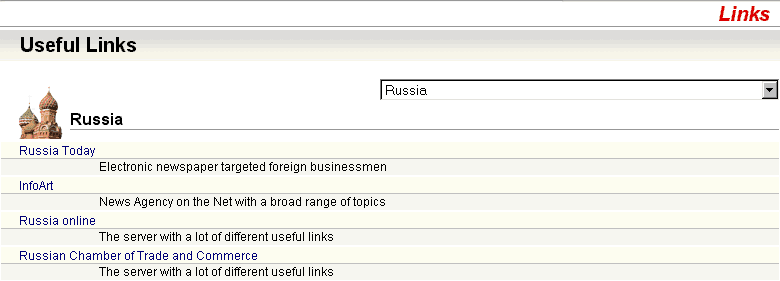 Links
Useful Links
Russia
Russia
Russia Today
Electronic newspaper targeted foreign businessmen
InfoArt
News Agency on the Net with a broad range of topics
Russia online
The server with a lot of different useful links
Russian Chamber of Trade and Commerce
The server with a lot of different useful links